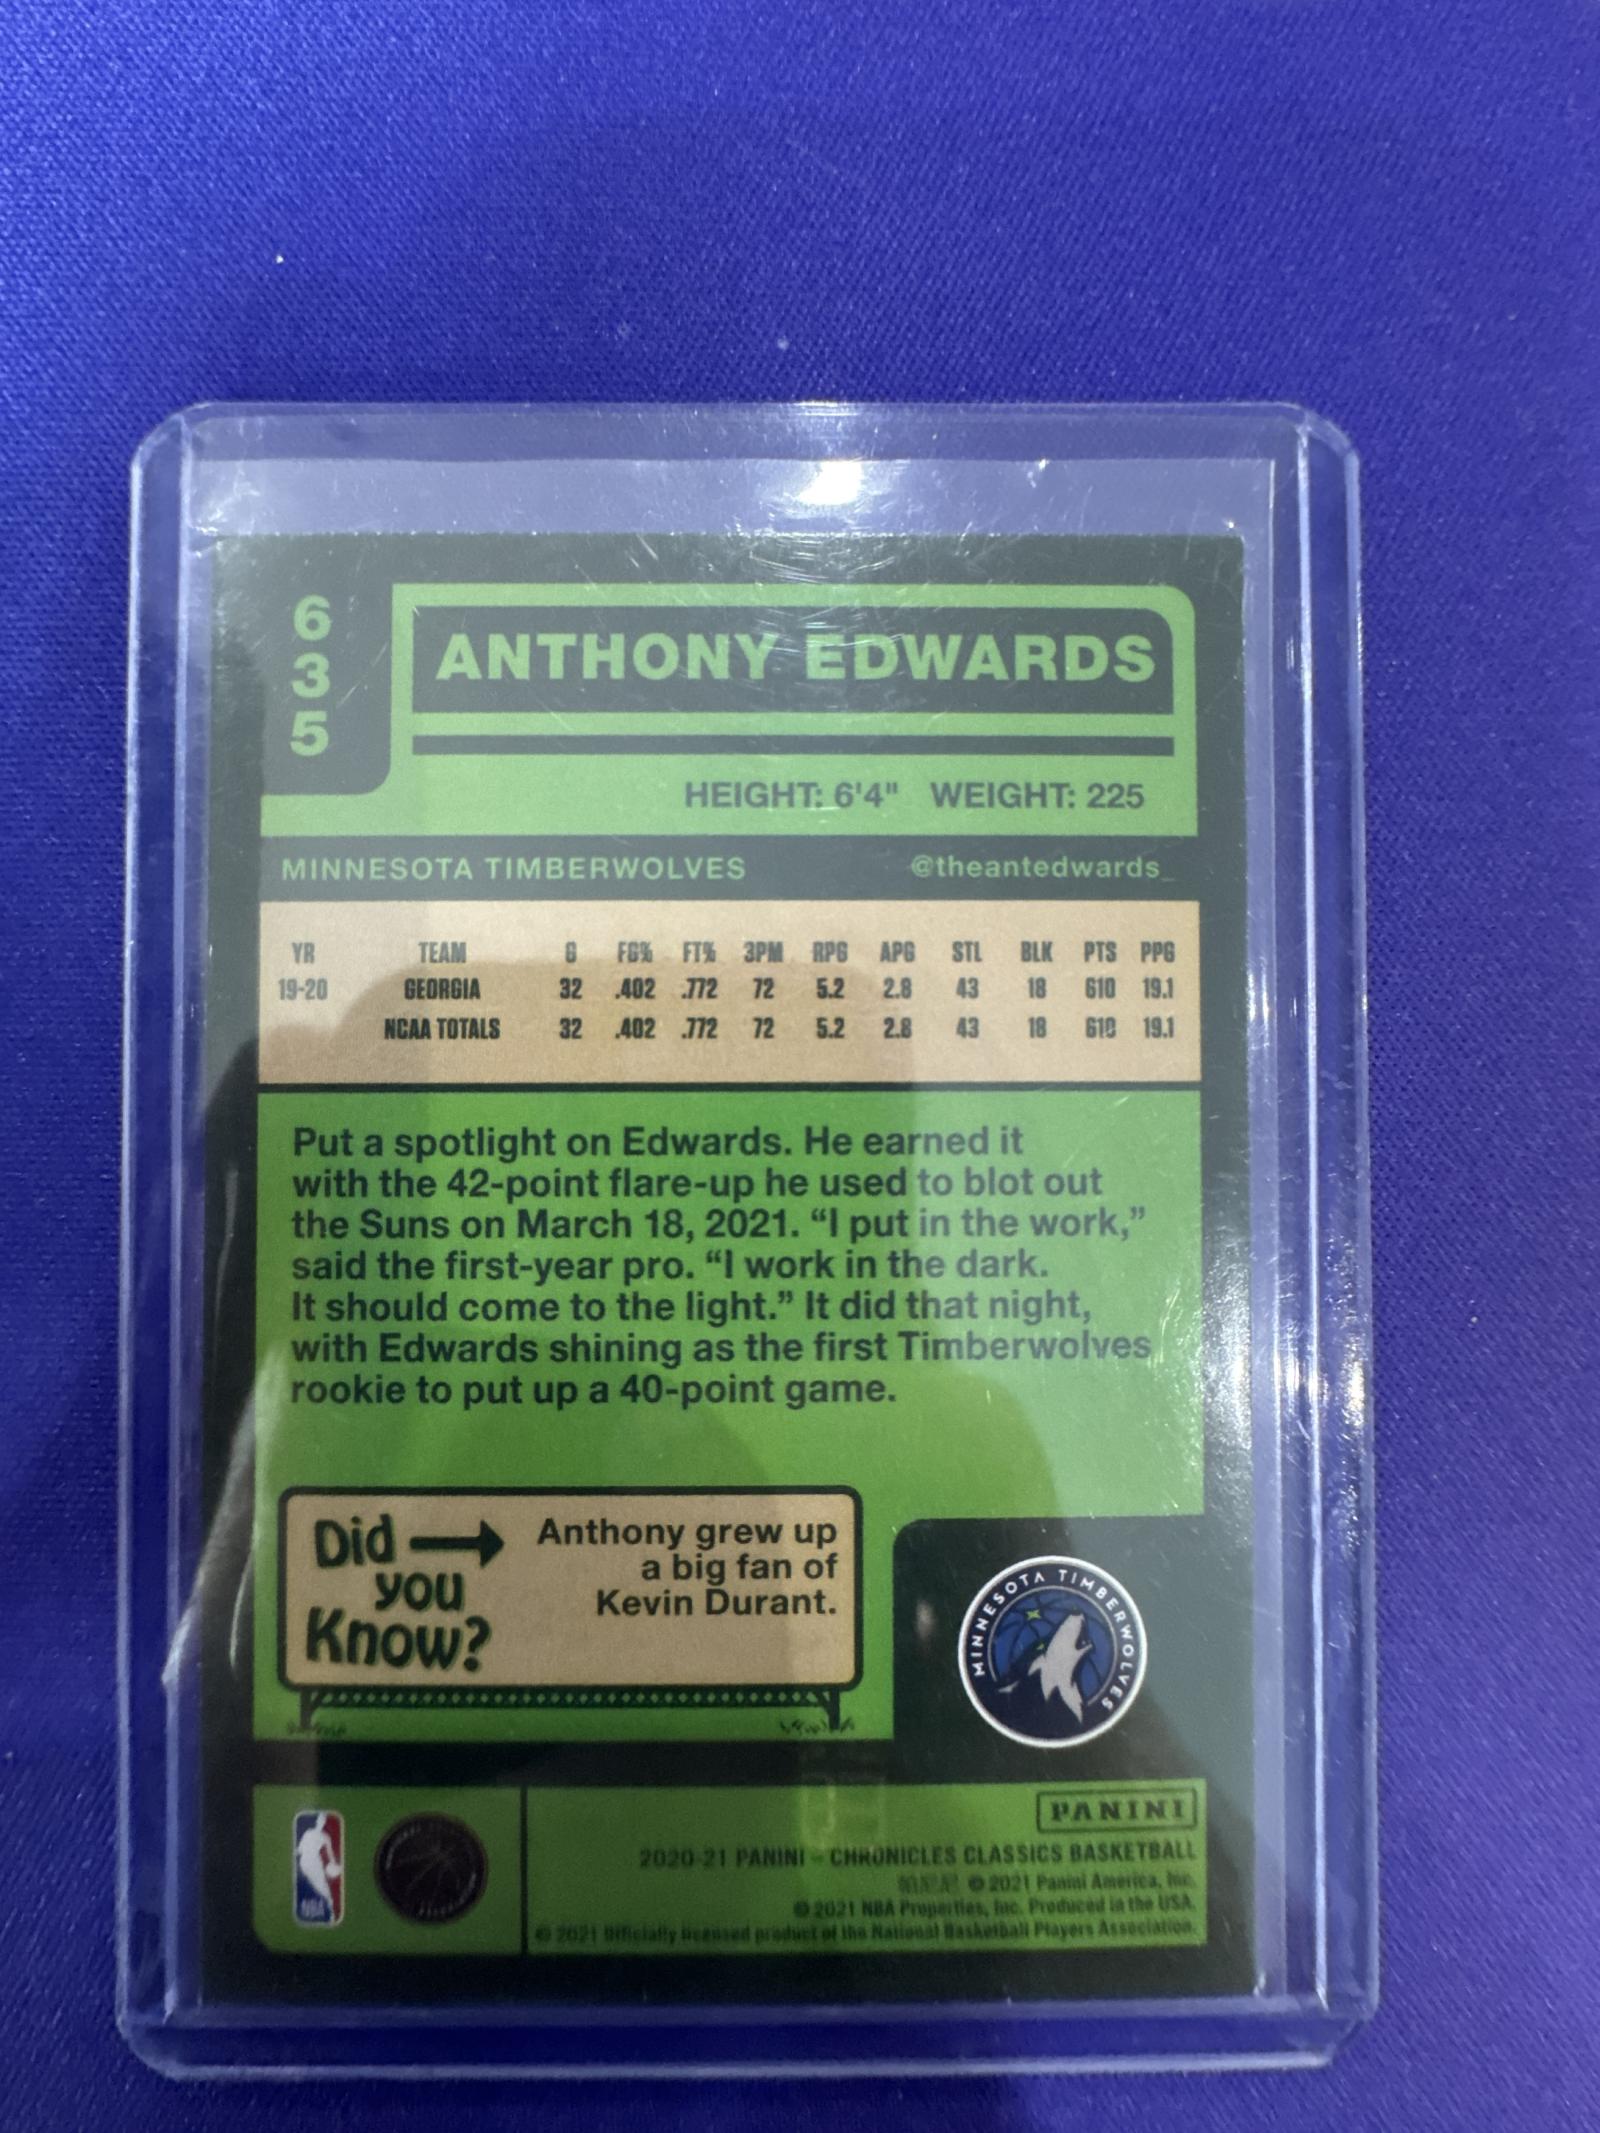 6
3
5
ANTHONY EDWARDS
HEIGHT: 6'4" WEIGHT: 225
MINNESOTA TIMBERWOLVES @theantedwards_
YR TEAM G FG% FT% 3PM RPG APG STL BLK PTS PPG
19-20 GEORGIA 32 .402 .772 72 5.2 2.8 43 18 610 19.1
NCAA TOTALS 32 .402 .772 72 5.2 2.8 43 18 610 19.1
Put a spotlight on Edwards. He earned it
with the 42-point flare-up he used to blot out
the Suns on March 18, 2021. “I put in the work,”
said the first-year pro. “I work in the dark.
It should come to the light.” It did that night,
with Edwards shining as the first Timberwolves
rookie to put up a 40-point game.
Did
you
Know?
Anthony grew up
a big fan of
Kevin Durant.
MINNESOTA TIMBERWOLVES
NBA
PANINI
2020-21 PANINI - CHRONICLES CLASSICS BASKETBALL
© 2021 Panini America, Inc.
© 2021 NBA Properties, Inc. Produced in the USA.
© 2021 Officially licensed product of the National Basketball Players Association.